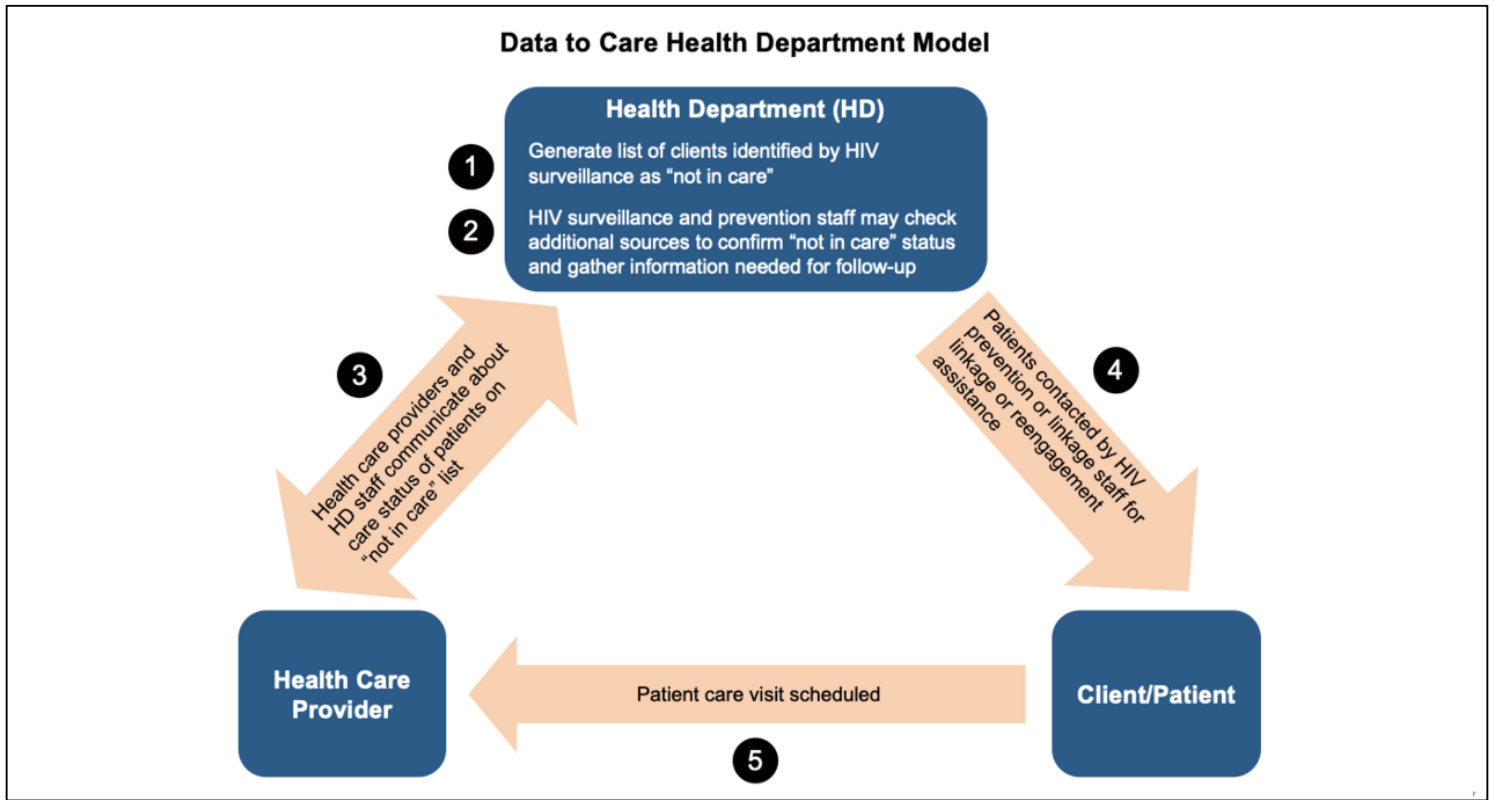 Data to Care Health Department Model
Health Department (HD)
1
Generate list of clients identified by HIV
surveillance as “not in care”
2
HIV surveillance and prevention staff may check
additional sources to confirm “not in care” status
and gather information needed for follow-up
3
Health care providers and
HD staff communicate about
care status of patients on
“not in care” list
4
Patients contacted by HIV
prevention or linkage staff for
linkage or reengagement
assistance
Health Care
Provider
Patient care visit scheduled
5
Client/Patient